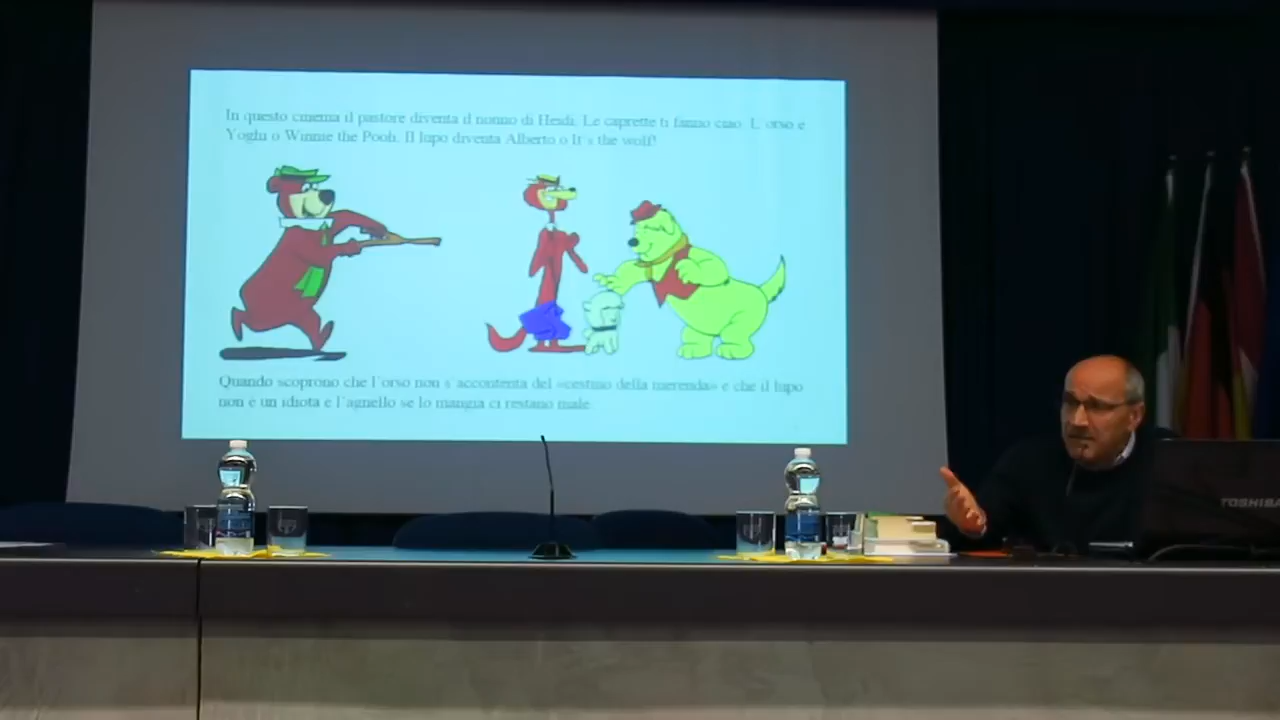 In questo cinema il pastore diventa il nonno di Heidi. Le caprette ti fanno ciao. L'orso è
Yoghi o Winnie the Pooh. Il lupo diventa Alberto o It's the wolf!
Quando scoprono che l'orso non s'accontenta del «cestino della merenda» e che il lupo
non è un idiota e l'agnello se lo mangia ci restano male.
TOSHIBA